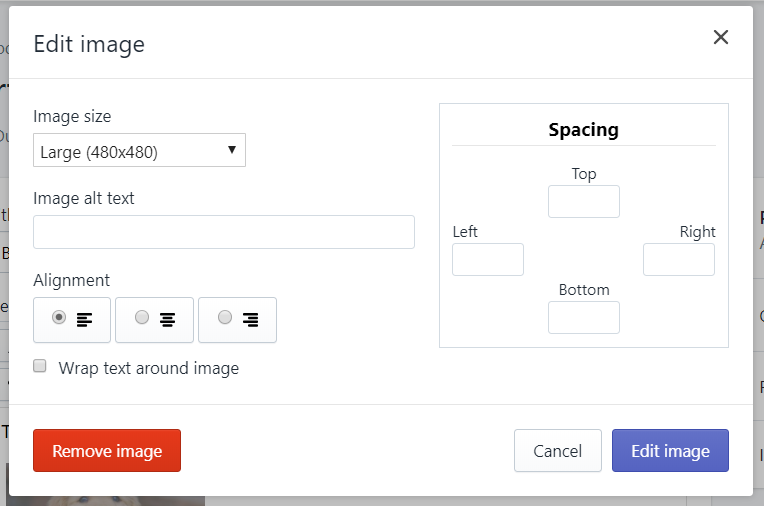 Edit image
Image size
Large (480x480)
Image alt text
Alignment
Wrap text around image
Spacing
Top
Left
Right
Bottom
Remove image
Cancel
Edit image